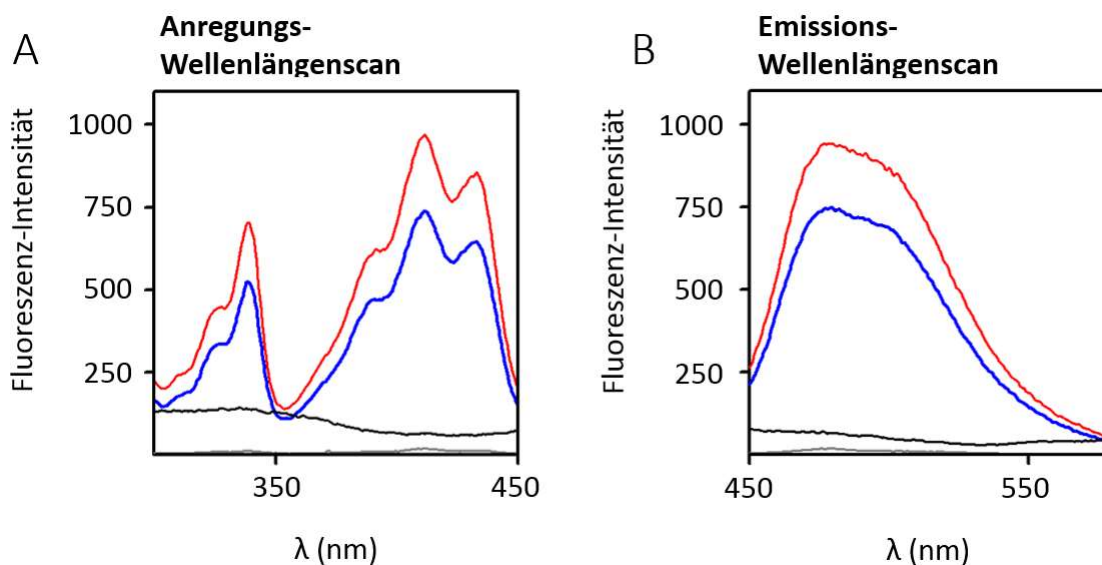 A
Anregungs-
Wellenlängenscan
Fluoreszenz-Intensität
1000
750
500
250
350
450
λ (nm)
B
Emissions-
Wellenlängenscan
Fluoreszenz-Intensität
1000
750
500
250
450
550
λ (nm)